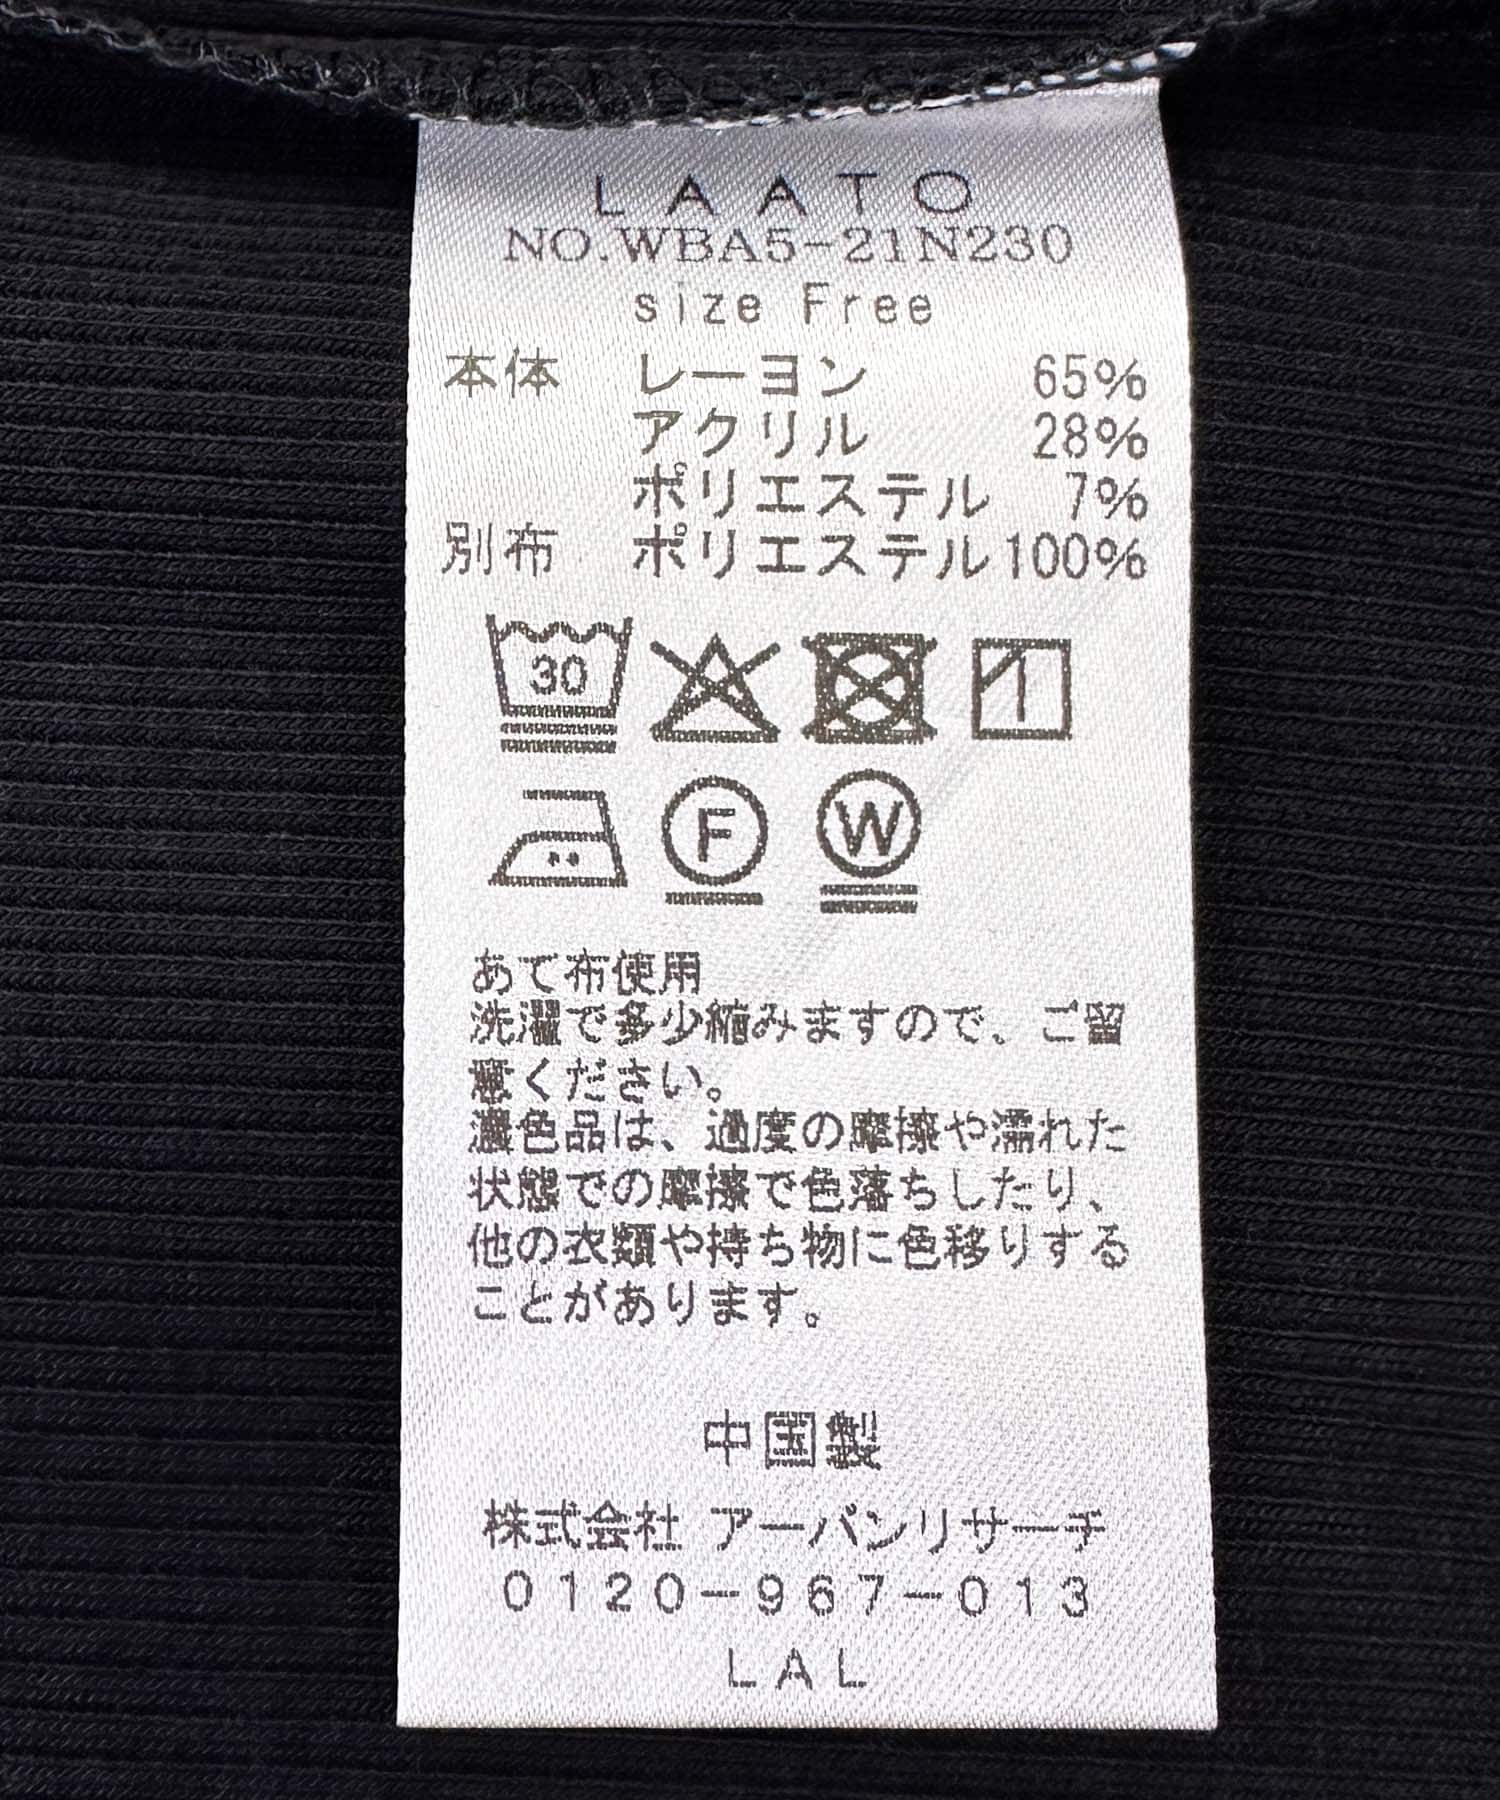 LAATO
NO.WBA5-21N230
size Free
本体 レーヨン 65%
アクリル 28%
ポリエステル 7%
別布 ポリエステル100%
30
F W
あて布使用
洗濯で多少縮みますので、ご留
意ください。
濃色品は、過度の摩擦や濡れた
状態での摩擦で色落ちしたり、
他の衣類や持ち物に色移りする
ことがあります。
中国製
株式会社 アーバンリサーチ
0120-967-013
LAL